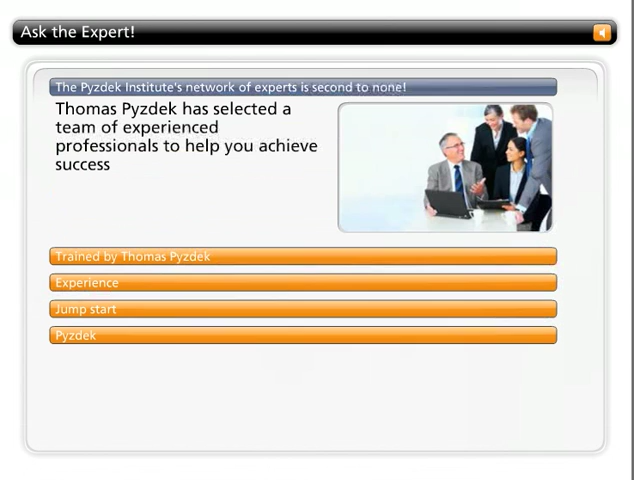 Ask the Expert!
The Pyzdek Institute's network of experts is second to none!
Thomas Pyzdek has selected a
team of experienced
professionals to help you achieve
success
Trained by Thomas Pyzdek
Experience
Jump start
Pyzdek